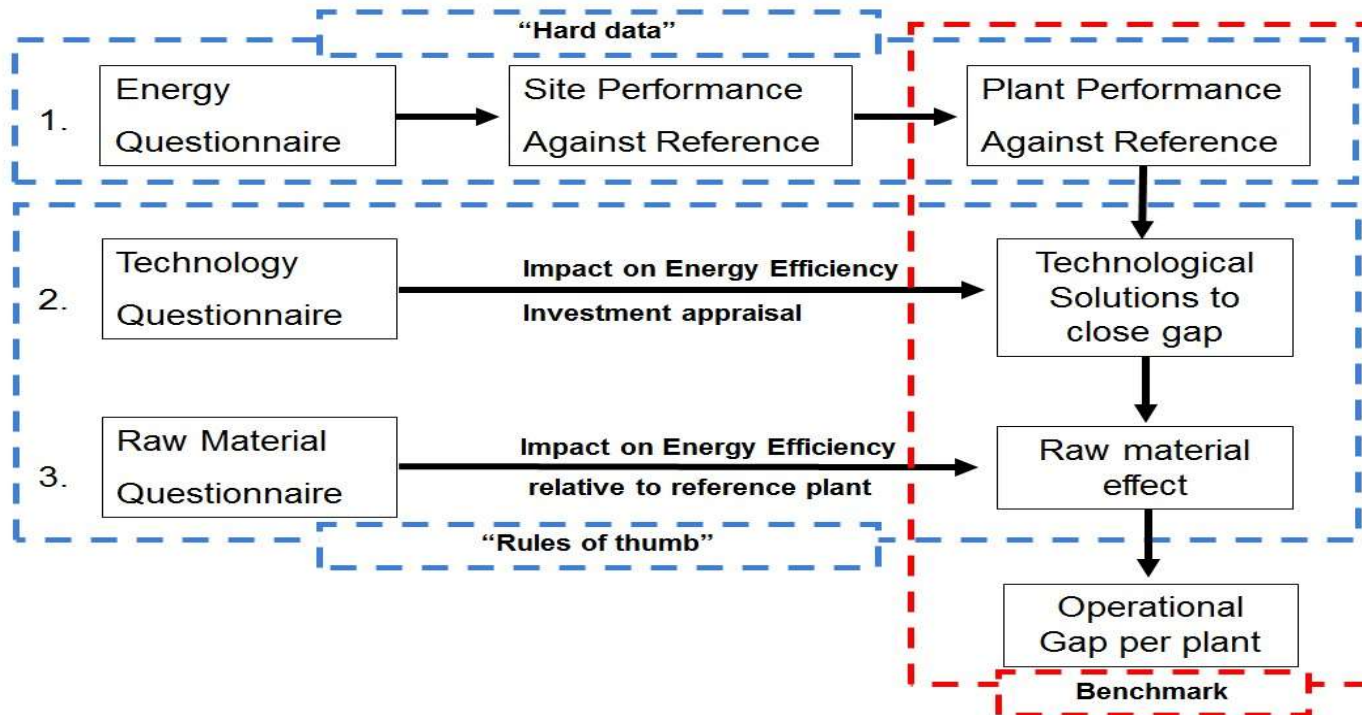 “Hard data”
1.
Energy
Questionnaire
Site Performance
Against Reference
Plant Performance
Against Reference
2.
Technology
Questionnaire
Impact on Energy Efficiency
Investment appraisal
Technological
Solutions to
close gap
3.
Raw Material
Questionnaire
Impact on Energy Efficiency
relative to reference plant
Raw material
effect
“Rules of thumb”
Operational
Gap per plant
Benchmark